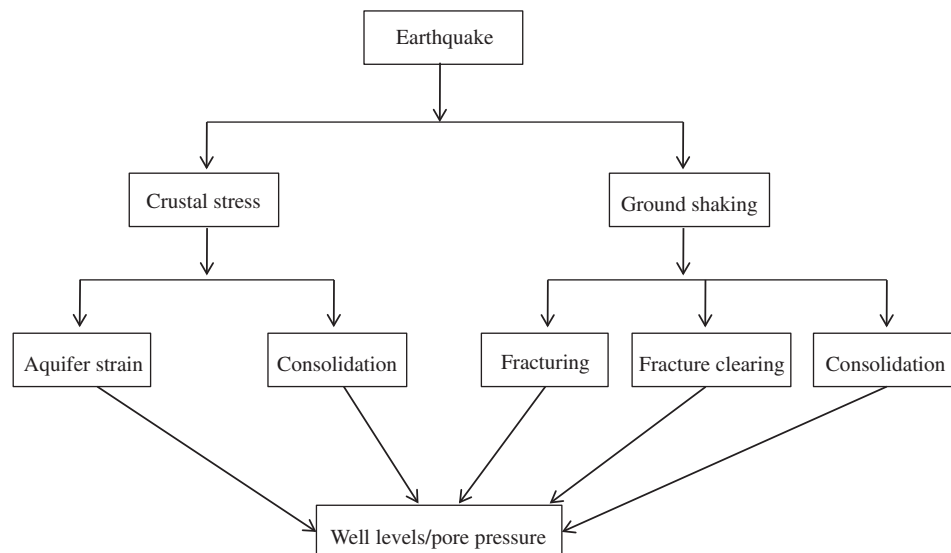 Earthquake
Crustal stress
Ground shaking
Aquifer strain
Consolidation
Fracturing
Fracture clearing
Consolidation
Well levels/pore pressure